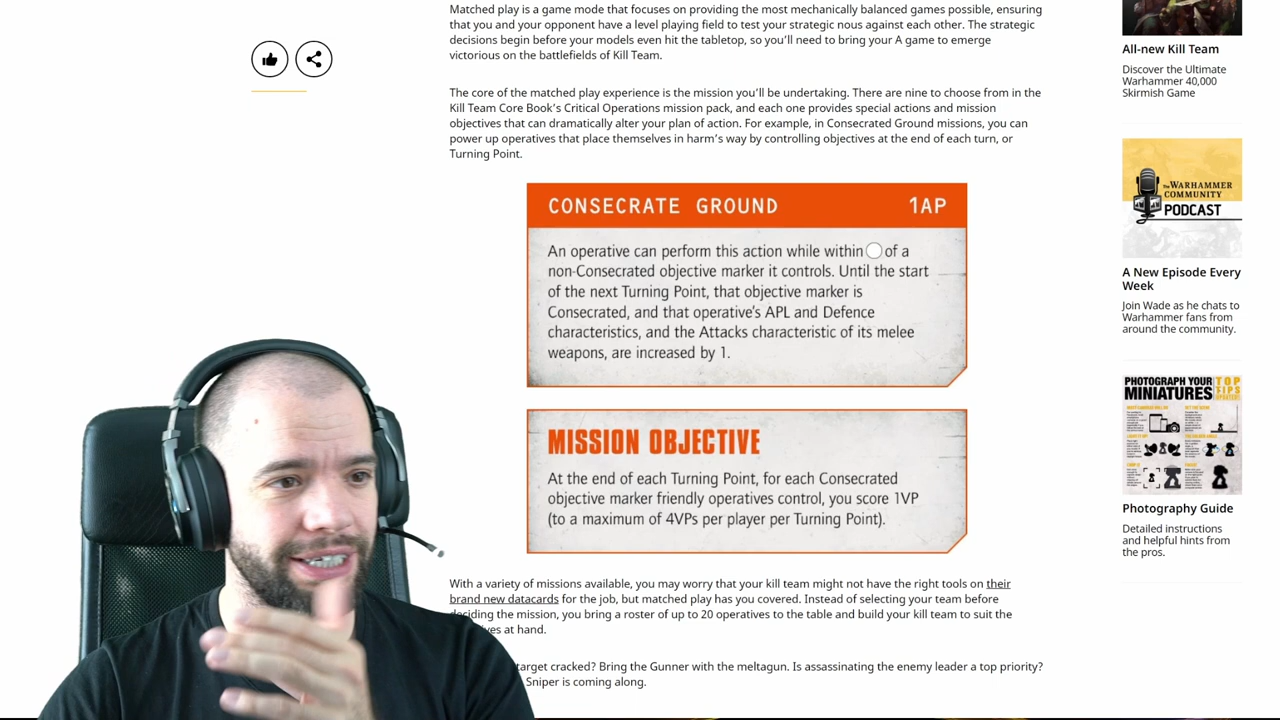 Matched play is a game mode that focuses on providing the most mechanically balanced games possible, ensuring
that you and your opponent have a level playing field to test your strategic nous against each other. The strategic
decisions begin before your models even hit the tabletop, so you'll need to bring your A game to emerge
victorious on the battlefields of Kill Team.
The core of the matched play experience is the mission you'll be undertaking. There are nine to choose from in the
Kill Team Core Book's Critical Operations mission pack, and each one provides special actions and mission
objectives that can dramatically alter your plan of action. For example, in Consecrated Ground missions, you can
power up operatives that place themselves in harm's way by controlling objectives at the end of each turn, or
Turning Point.
CONSECRATE GROUND 1AP
An operative can perform this action while within of a
non-Consecrated objective marker it controls. Until the start
of the next Turning Point, that objective marker is
Consecrated, and that operative's APL and Defence
characteristics, and the Attacks characteristic of its melee
weapons, are increased by 1.
MISSION OBJECTIVE
At the end of each Turning Point, for each Consecrated
objective marker friendly operatives control, you score 1VP
(to a maximum of 4VPs per player per Turning Point).
With a variety of missions available, you may worry that your kill team might not have the right tools on their
brand new datacards for the job, but matched play has you covered. Instead of selecting your team before
deciding the mission, you bring a roster of up to 20 operatives to the table and build your kill team to suit the
at hand.
target cracked? Bring the Gunner with the meltagun. Is assassinating the enemy leader a top priority?
Sniper is coming along.
All-new Kill Team
Discover the Ultimate
Warhammer 40,000
Skirmish Game
The WARHAMMER
COMMUNITY
PODCAST
A New Episode Every
Week
Join Wade as he chats to
Warhammer fans from
around the community.
PHOTOGRAPH YOUR
MINIATURES
TOP
TIPS
Photography Guide
Detailed instructions
and helpful hints from
the pros.